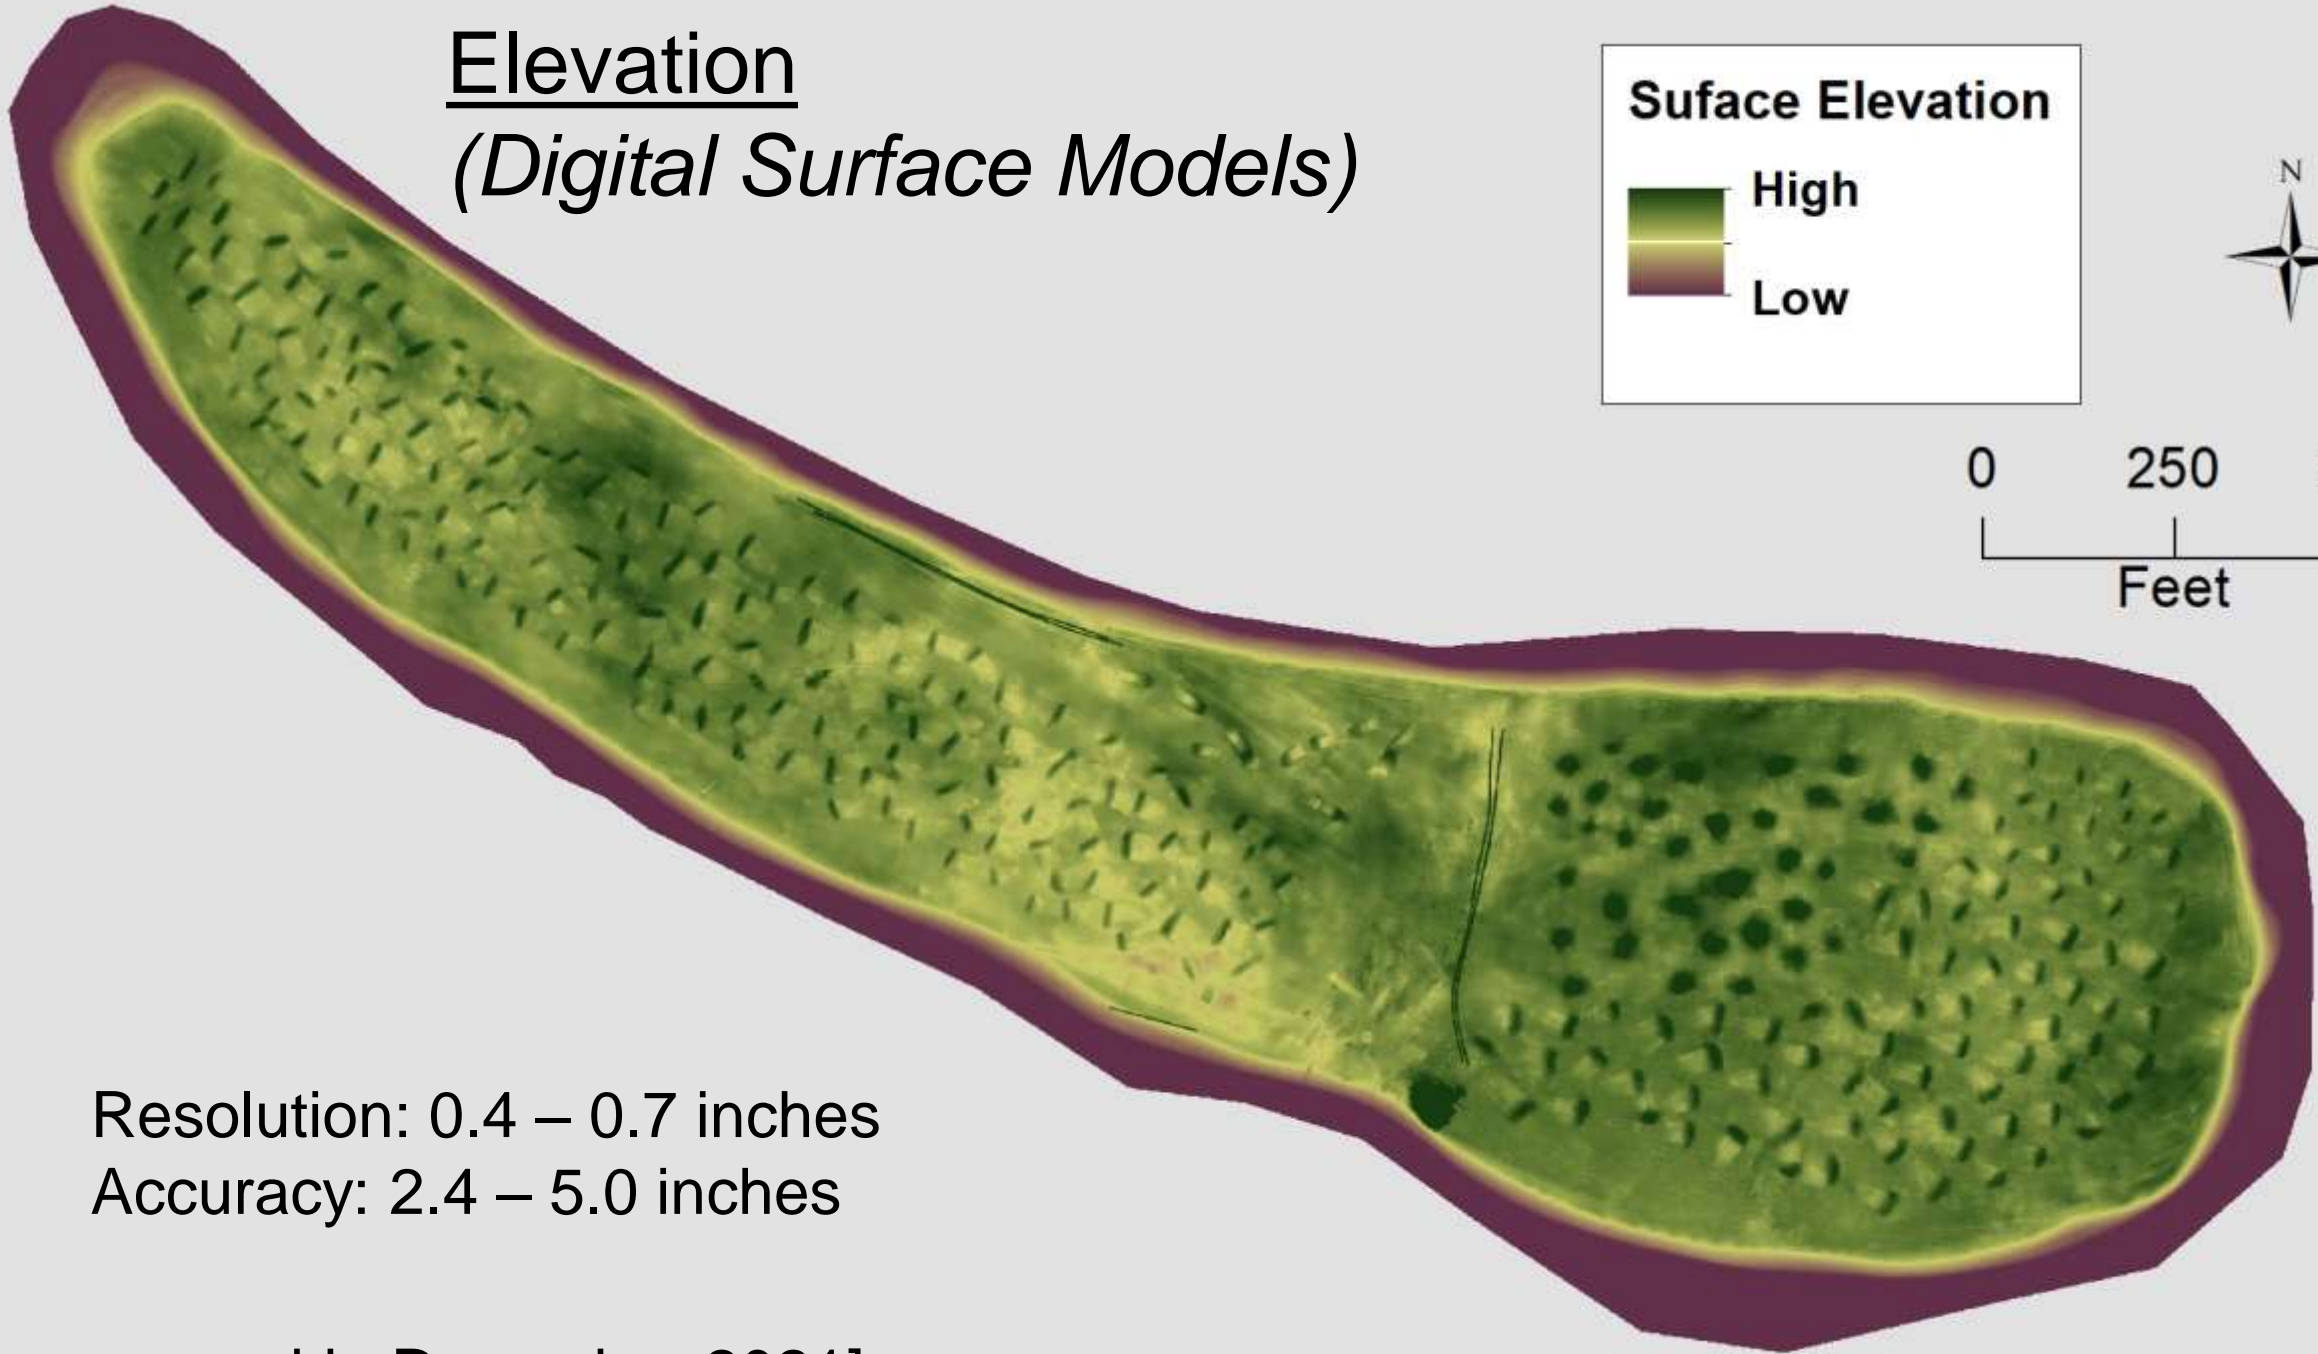 Elevation
(Digital Surface Models)
Suface Elevation
High
Low
N
0 250
Feet
Resolution: 0.4 – 0.7 inches
Accuracy: 2.4 – 5.0 inches
2021]